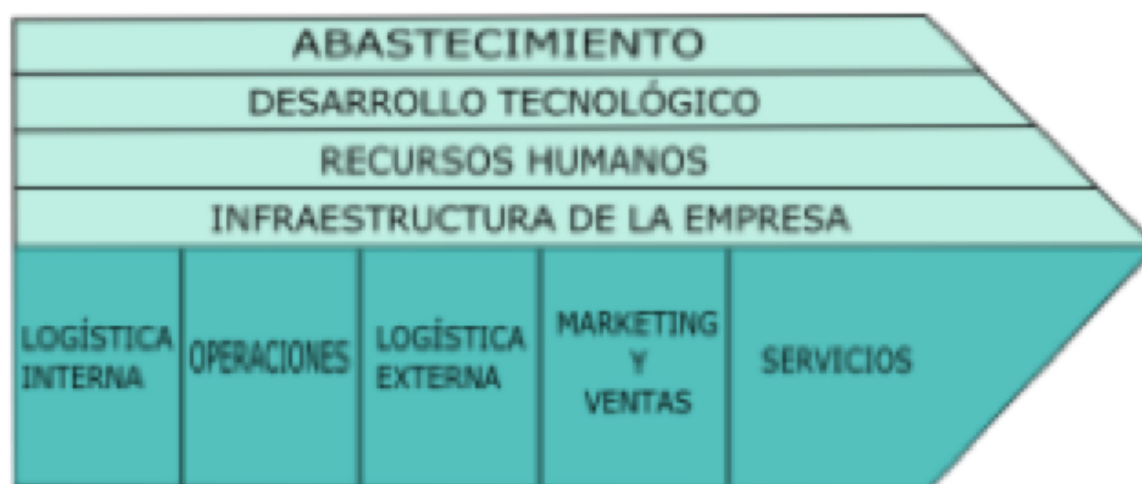 ABASTECIMIENTO
DESARROLLO TECNOLÓGICO
RECURSOS HUMANOS
INFRAESTRUCTURA DE LA EMPRESA
LOGÍSTICA
INTERNA
OPERACIONES
LOGÍSTICA
EXTERNA
MARKETING
Y
VENTAS
SERVICIOS